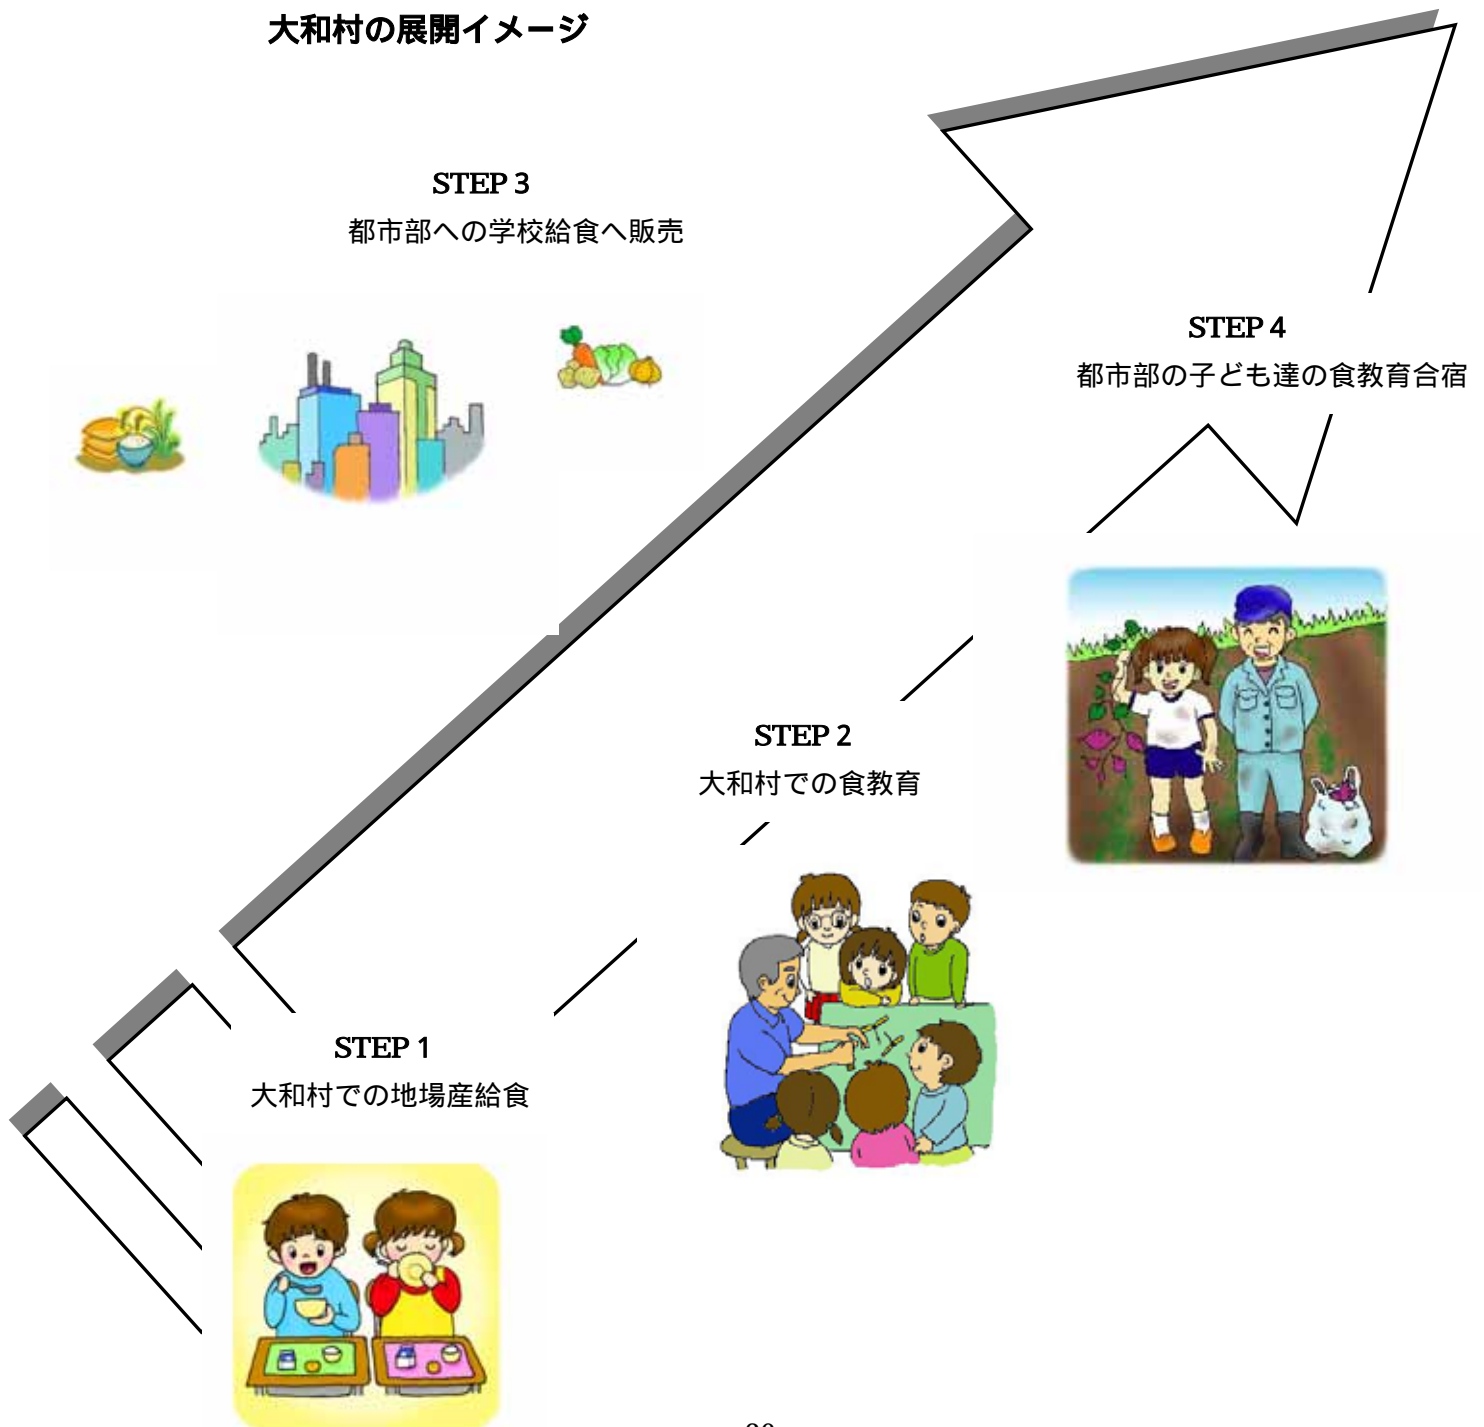 大和村の展開イメージ
STEP 3
都市部への学校給食へ販売
STEP 4
都市部の子ども達の食教育合宿
STEP 2
大和村での食教育
STEP 1
大和村での地場産給食